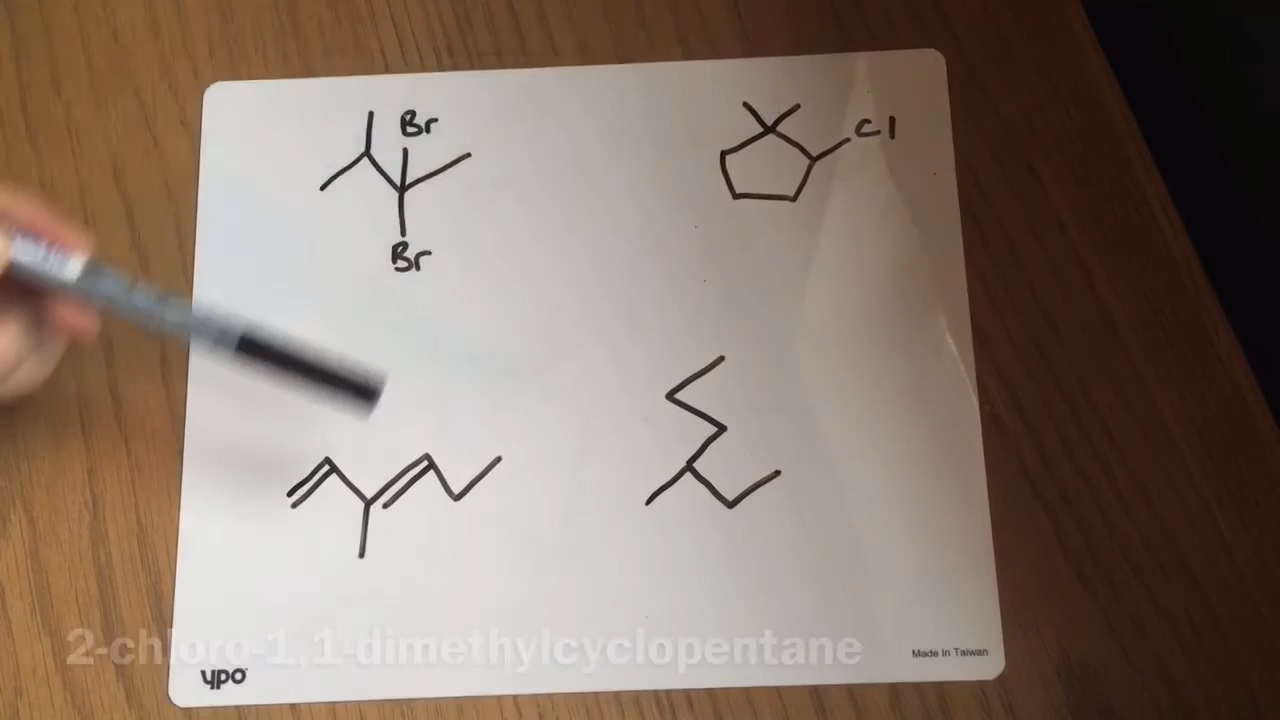 Br
Cl
Br
2-chloro-1,1-dimethylcyclopentane
Made In Taiwan
ypo